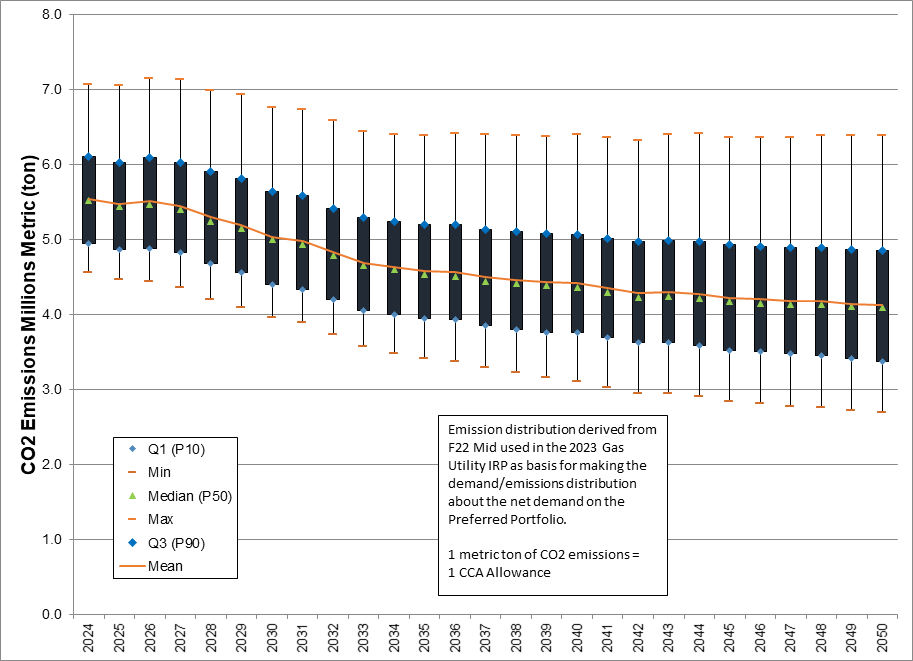 CO2 Emissions Millions Metric (ton)
8.0
7.0
6.0
5.0
4.0
3.0
2.0
1.0
0.0
Q1 (P10)
Min
Median (P50)
Max
Q3 (P90)
Mean
Emission distribution derived from
F22 Mid used in the 2023 Gas
Utility IRP as basis for making the
demand/emissions distribution
about the net demand on the
Preferred Portfolio.
1 metric ton of CO2 emissions =
1 CCA Allowance
2024
2025
2026
2027
2028
2029
2030
2031
2032
2033
2034
2035
2036
2037
2038
2039
2040
2041
2042
2043
2044
2045
2046
2047
2048
2049
2050